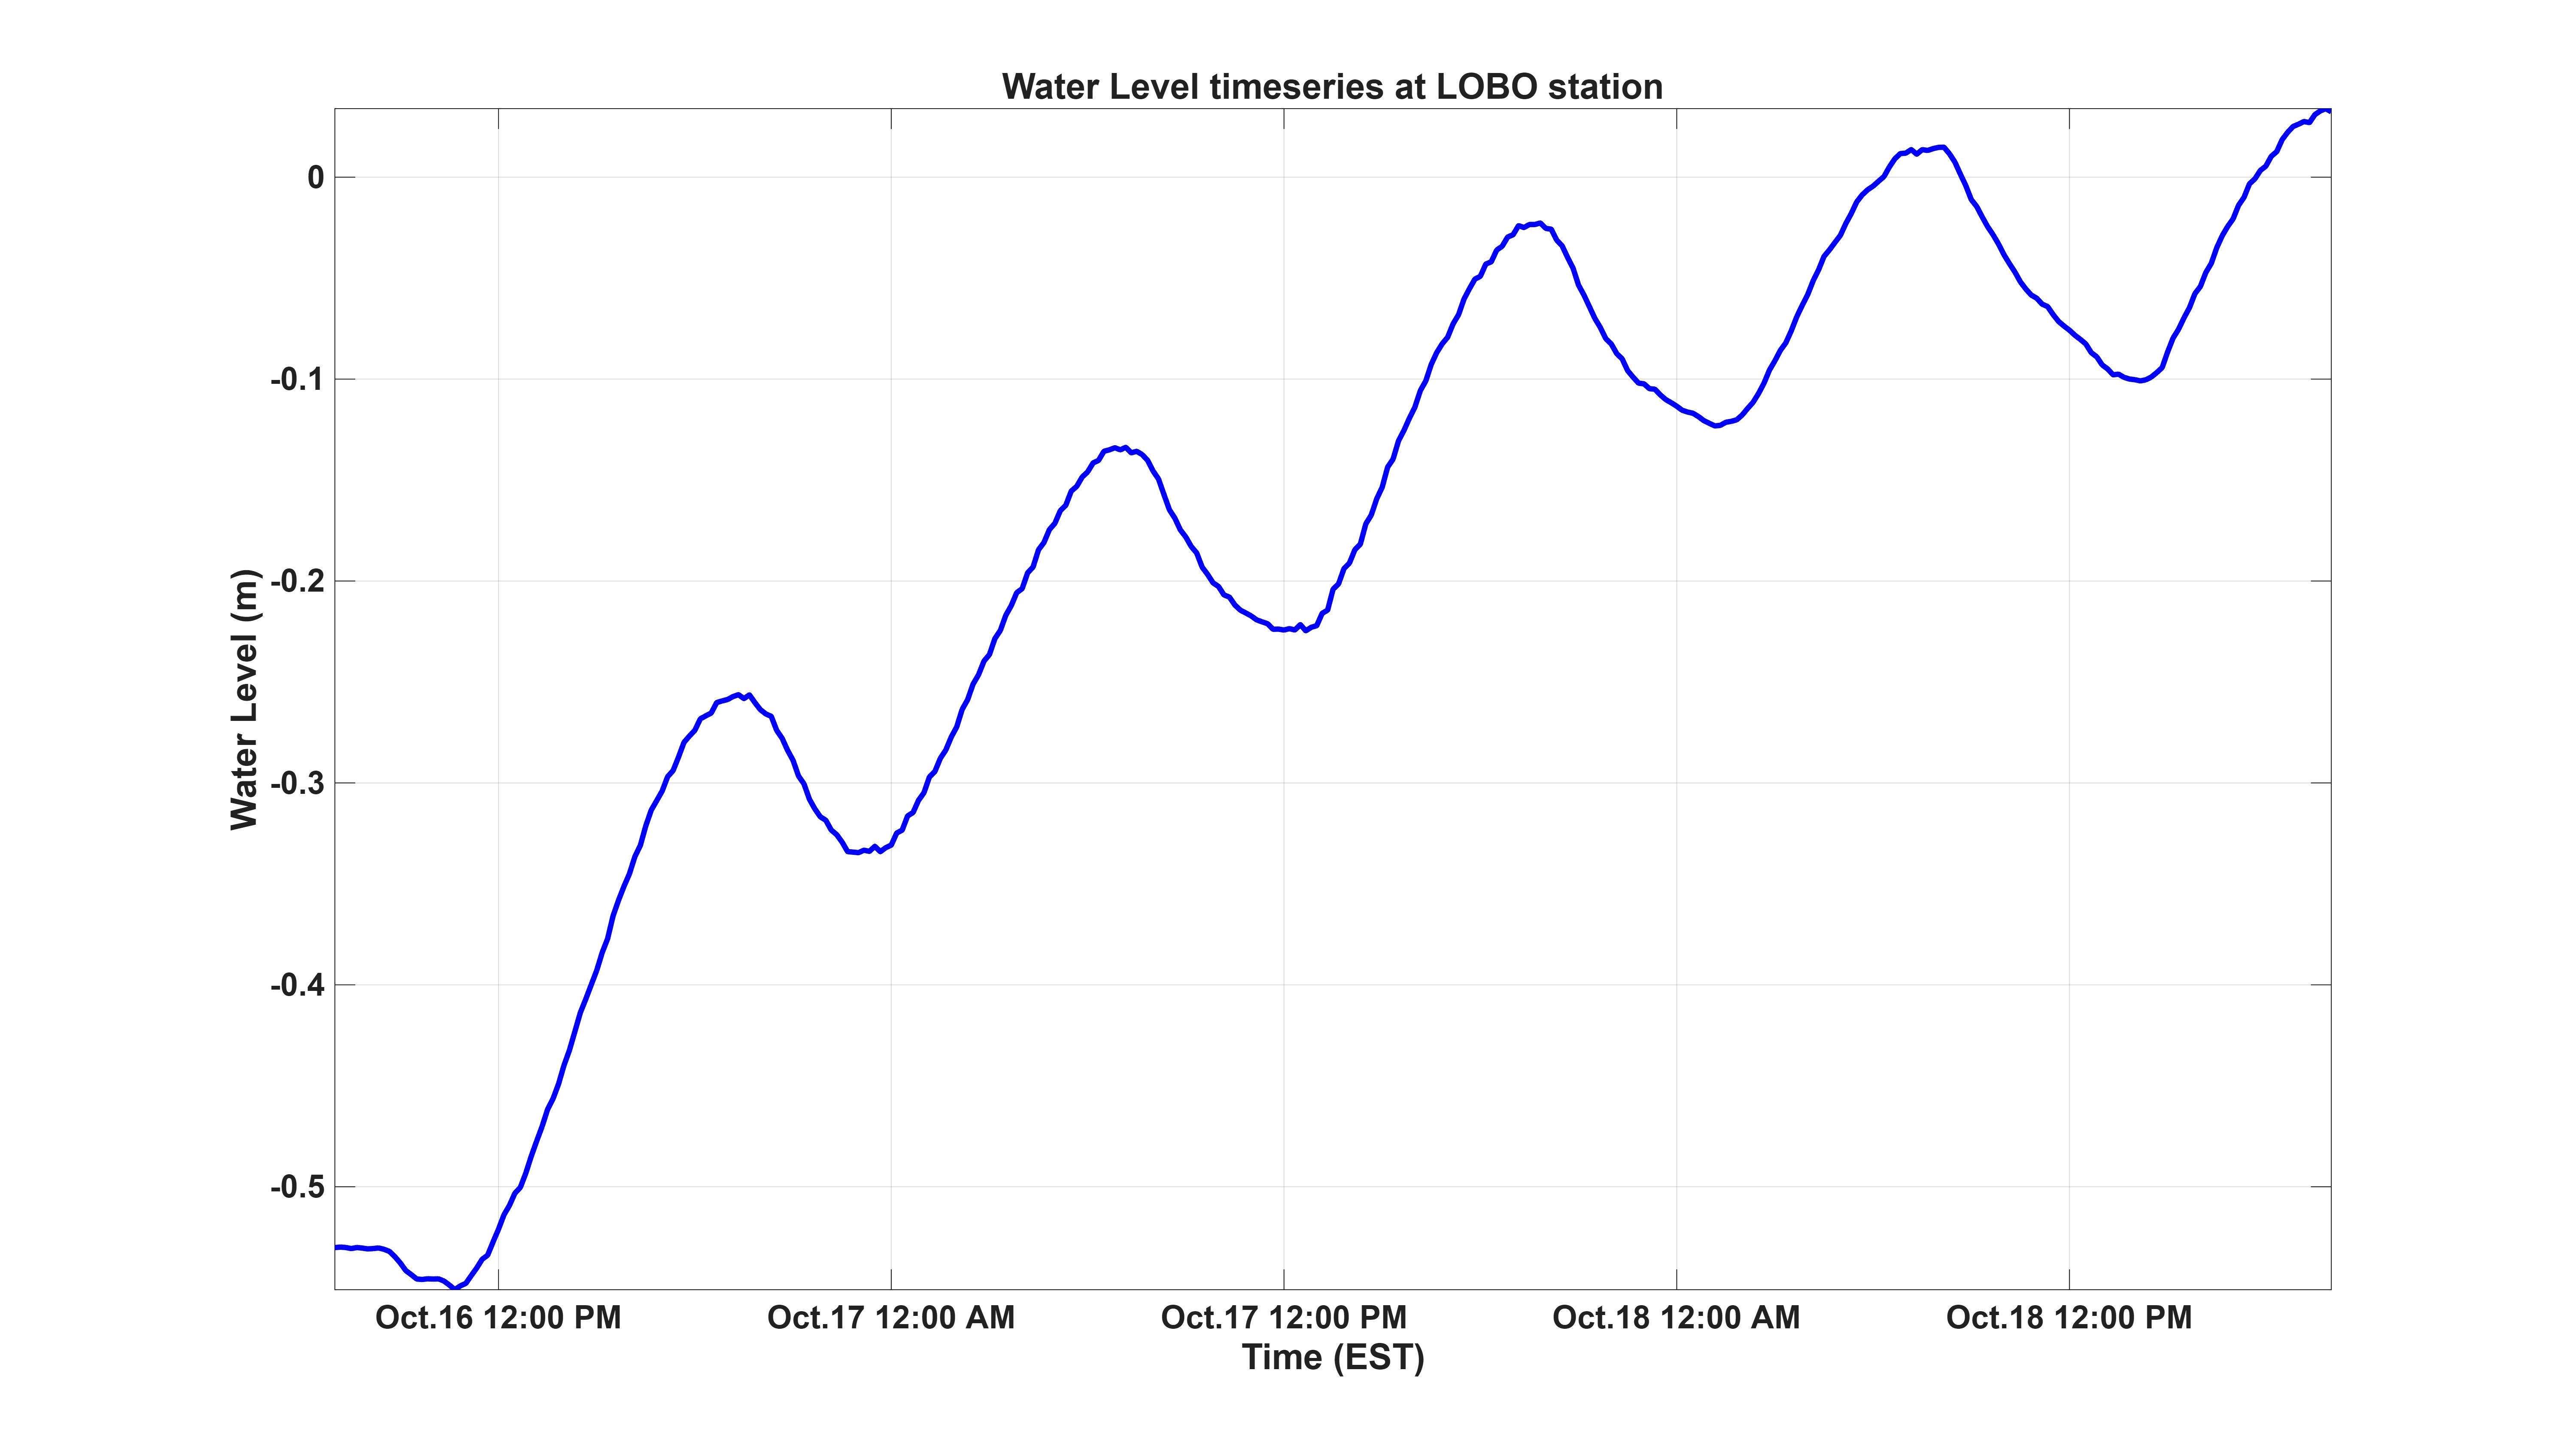 Water Level timeseries at LOBO station
0
-0.1
-0.2
-0.3
-0.4
-0.5
Water Level (m)
Oct.16 12:00 PM Oct.17 12:00 AM Oct.17 12:00 PM Oct.18 12:00 AM Oct.18 12:00 PM
Time (EST)